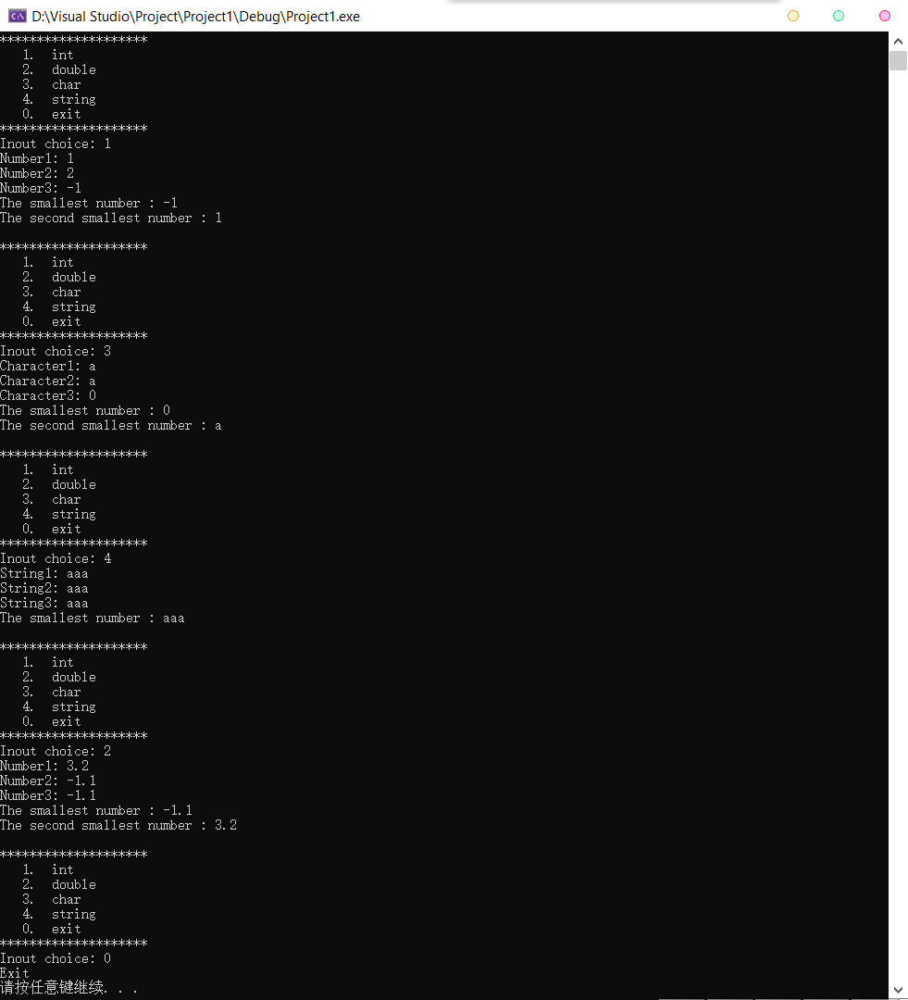 D:\Visual Studio\Project\Project1\Debug\Project1.exe
********************
1. int
2. double
3. char
4. string
0. exit
********************
Inout choice: 1
Number1: 1
Number2: 2
Number3: -1
The smallest number : -1
The second smallest number : 1
********************
1. int
2. double
3. char
4. string
0. exit
********************
Inout choice: 3
Character1: a
Character2: a
Character3: 0
The smallest number : 0
The second smallest number : a
********************
1. int
2. double
3. char
4. string
0. exit
********************
Inout choice: 4
String1: aaa
String2: aaa
String3: aaa
The smallest number : aaa
********************
1. int
2. double
3. char
4. string
0. exit
********************
Inout choice: 2
Number1: 3.2
Number2: -1.1
Number3: -1.1
The smallest number : -1.1
The second smallest number : 3.2
********************
1. int
2. double
3. char
4. string
0. exit
********************
Inout choice: 0
Exit
请按任意键继续. . .